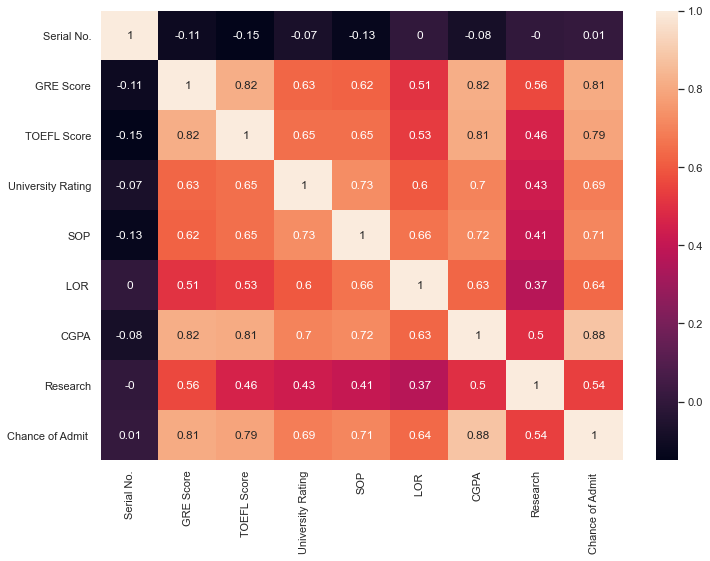 Serial No. 1 -0.11 -0.15 -0.07 -0.13 0 -0.08 -0 0.01
GRE Score -0.11 1 0.82 0.63 0.62 0.51 0.82 0.56 0.81
TOEFL Score -0.15 0.82 1 0.65 0.65 0.53 0.81 0.46 0.79
University Rating -0.07 0.63 0.65 1 0.73 0.6 0.7 0.43 0.69
SOP -0.13 0.62 0.65 0.73 1 0.66 0.72 0.41 0.71
LOR 0 0.51 0.53 0.6 0.66 1 0.63 0.37 0.64
CGPA -0.08 0.82 0.81 0.7 0.72 0.63 1 0.5 0.88
Research -0 0.56 0.46 0.43 0.41 0.37 0.5 1 0.54
Chance of Admit 0.01 0.81 0.79 0.69 0.71 0.64 0.88 0.54 1
Serial No.
GRE Score
TOEFL Score
University Rating
SOP
LOR
CGPA
Research
Chance of Admit
1.0
0.8
0.6
0.4
0.2
0.0